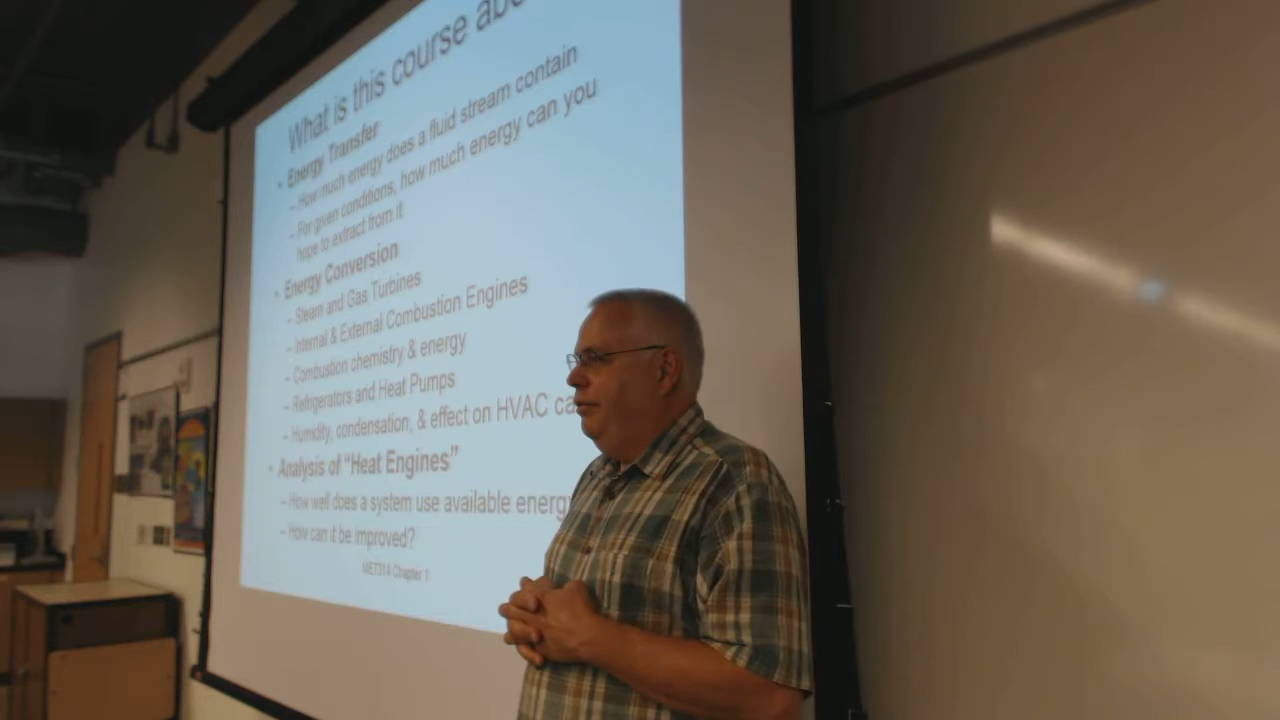 What is this course abo
• Energy Transfer
– How much energy does a fluid stream contain
– For given conditions, how much energy can you
hope to extract from it
• Energy Conversion
– Steam and Gas Turbines
– Internal & External Combustion Engines
– Combustion chemistry & energy
– Refrigerators and Heat Pumps
– Humidity, condensation, & effect on HVAC ca
• Analysis of “Heat Engines”
– How well does a system use available energy
– How can it be improved?
MET314 Chapter 1